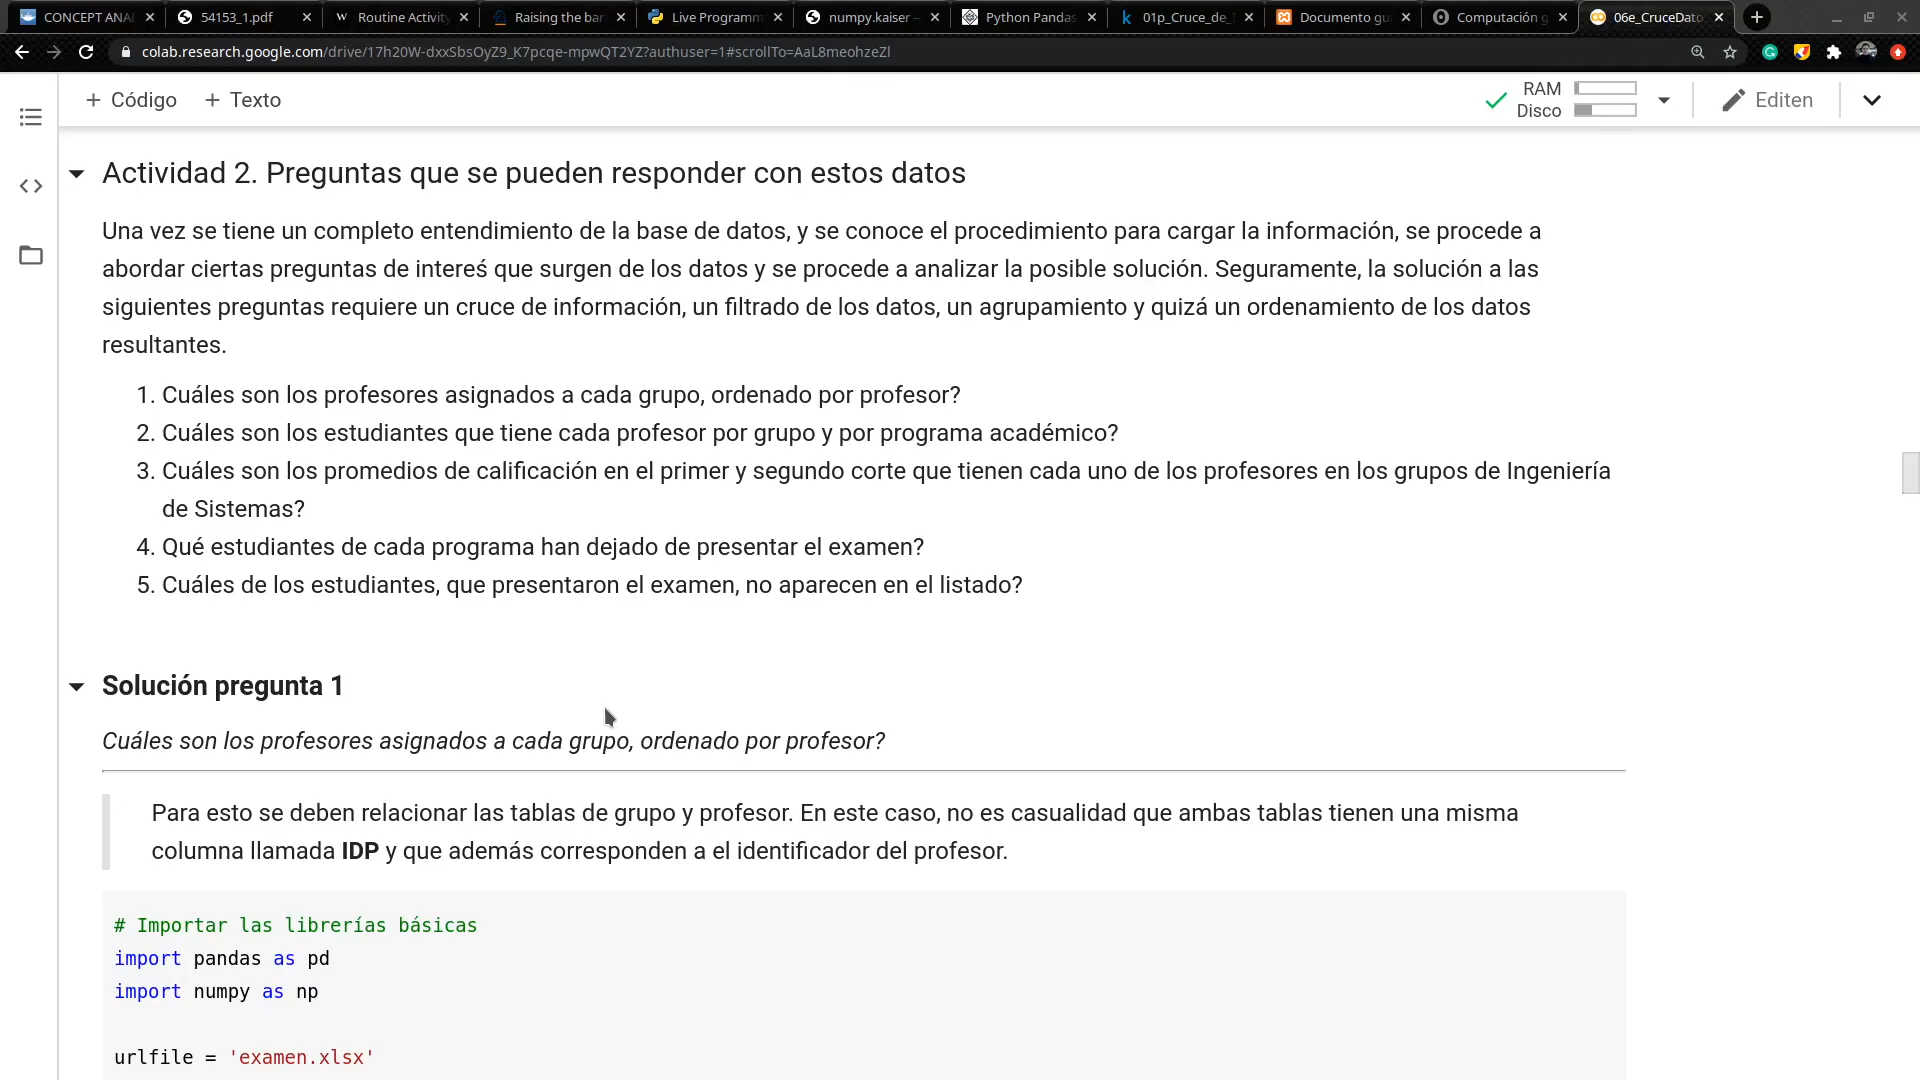 CONCEPT ANAL
54153_1.pdf
Routine Activity
Raising the bar
Live Programm
numpy.kaiser —
Python Pandas
01p_Cruce_de_
Documento gu
Computación g
06e_CruceDato
colab.research.google.com/drive/17h20W-dxxSbsOyZ9_K7pcqe-mpwQT2YZ?authuser=1#scrollTo=AaL8meohzeZl
+ Código + Texto
RAM
Disco
Editen
Actividad 2. Preguntas que se pueden responder con estos datos
Una vez se tiene un completo entendimiento de la base de datos, y se conoce el procedimiento para cargar la información, se procede a
abordar ciertas preguntas de intereś que surgen de los datos y se procede a analizar la posible solución. Seguramente, la solución a las
siguientes preguntas requiere un cruce de información, un filtrado de los datos, un agrupamiento y quizá un ordenamiento de los datos
resultantes.
1. Cuáles son los profesores asignados a cada grupo, ordenado por profesor?
2. Cuáles son los estudiantes que tiene cada profesor por grupo y por programa académico?
3. Cuáles son los promedios de calificación en el primer y segundo corte que tienen cada uno de los profesores en los grupos de Ingeniería
de Sistemas?
4. Qué estudiantes de cada programa han dejado de presentar el examen?
5. Cuáles de los estudiantes, que presentaron el examen, no aparecen en el listado?
Solución pregunta 1
Cuáles son los profesores asignados a cada grupo, ordenado por profesor?
Para esto se deben relacionar las tablas de grupo y profesor. En este caso, no es casualidad que ambas tablas tienen una misma
columna llamada IDP y que además corresponden a el identificador del profesor.
# Importar las librerías básicas
import pandas as pd
import numpy as np
urlfile = 'examen.xlsx'